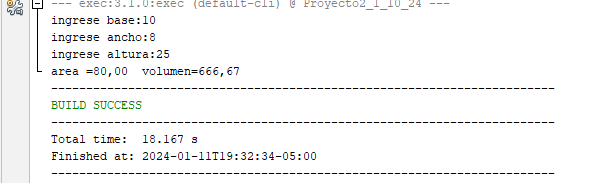 --- exec:3.1.0:exec (default-cli) @ Proyecto2_1_10_24 ---
ingrese base:10
ingrese ancho:8
ingrese altura:25
area =80,00  volumen=666,67
------------------------------------------------------------------------
BUILD SUCCESS
------------------------------------------------------------------------
Total time:  18.167 s
Finished at: 2024-01-11T19:32:34-05:00
------------------------------------------------------------------------